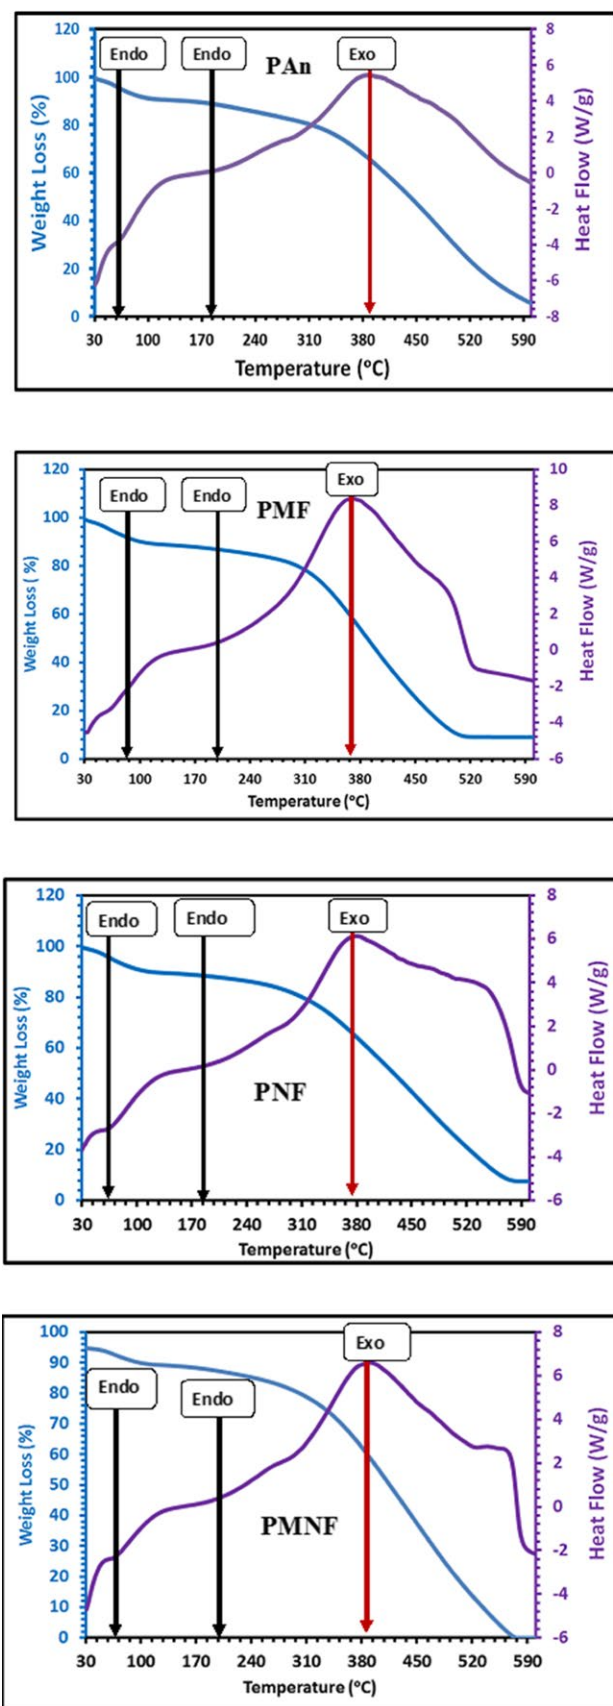 120
100
80
60
40
20
0
Weight Loss (%)
8
6
4
2
0
-2
-4
-6
-8
Heat Flow (W/g)
Endo
Endo
Exo
PAn
30 100 170 240 310 380 450 520 590
Temperature (°C)
120
100
80
60
40
20
0
Weight Loss ( %)
10
8
6
4
2
0
-2
-4
-6
Heat Flow (W/g)
Endo
Endo
Exo
PMF
30 100 170 240 310 380 450 520 590
Temperature (°C)
120
100
80
60
40
20
0
Weight Loss (%)
8
6
4
2
0
-2
-4
-6
Heat Flow (W/g)
Endo
Endo
Exo
PNF
30 100 170 240 310 380 450 520 590
Temperature (°C)
100
90
80
70
60
50
40
30
20
10
0
Weight Loss (%)
8
6
4
2
0
-2
-4
-6
Heat Flow (W/g)
Endo
Endo
Exo
PMNF
30 100 170 240 310 380 450 520 590
Temperature (°C)